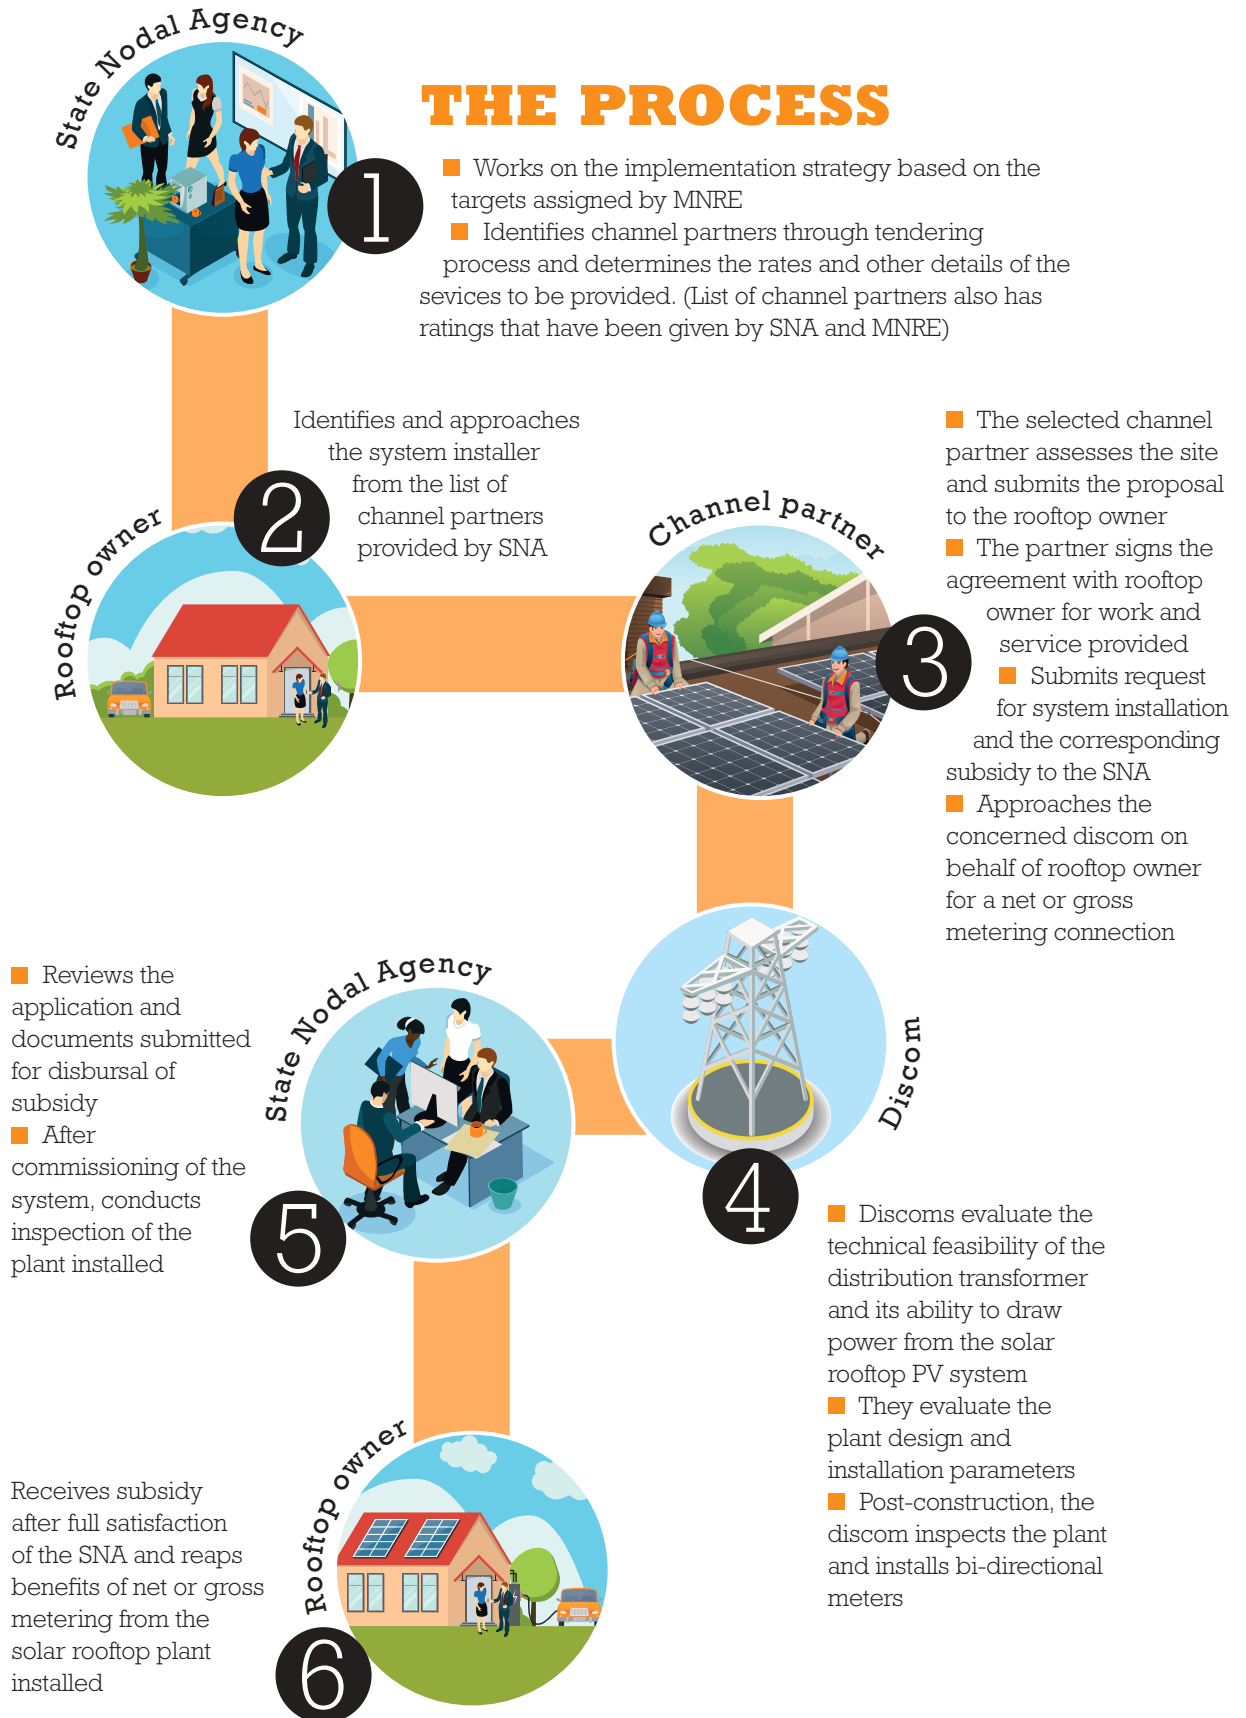 State Nodal Agency
THE PROCESS
1
■ Works on the implementation strategy based on the
targets assigned by MNRE
■ Identifies channel partners through tendering
process and determines the rates and other details of the
sevices to be provided. (List of channel partners also has
ratings that have been given by SNA and MNRE)
Rooftop owner
2
Identifies and approaches
the system installer
from the list of
channel partners
provided by SNA
Channel partner
3
■ The selected channel
partner assesses the site
and submits the proposal
to the rooftop owner
■ The partner signs the
agreement with rooftop
owner for work and
service provided
■ Submits request
for system installation
and the corresponding
subsidy to the SNA
■ Approaches the
concerned discom on
behalf of rooftop owner
for a net or gross
metering connection
Discom
4
■ Discoms evaluate the
technical feasibility of the
distribution transformer
and its ability to draw
power from the solar
rooftop PV system
■ They evaluate the
plant design and
installation parameters
■ Post-construction, the
discom inspects the plant
and installs bi-directional
meters
State Nodal Agency
5
■ Reviews the
application and
documents submitted
for disbursal of
subsidy
■ After
commissioning of the
system, conducts
inspection of the
plant installed
Rooftop owner
6
Receives subsidy
after full satisfaction
of the SNA and reaps
benefits of net or gross
metering from the
solar rooftop plant
installed